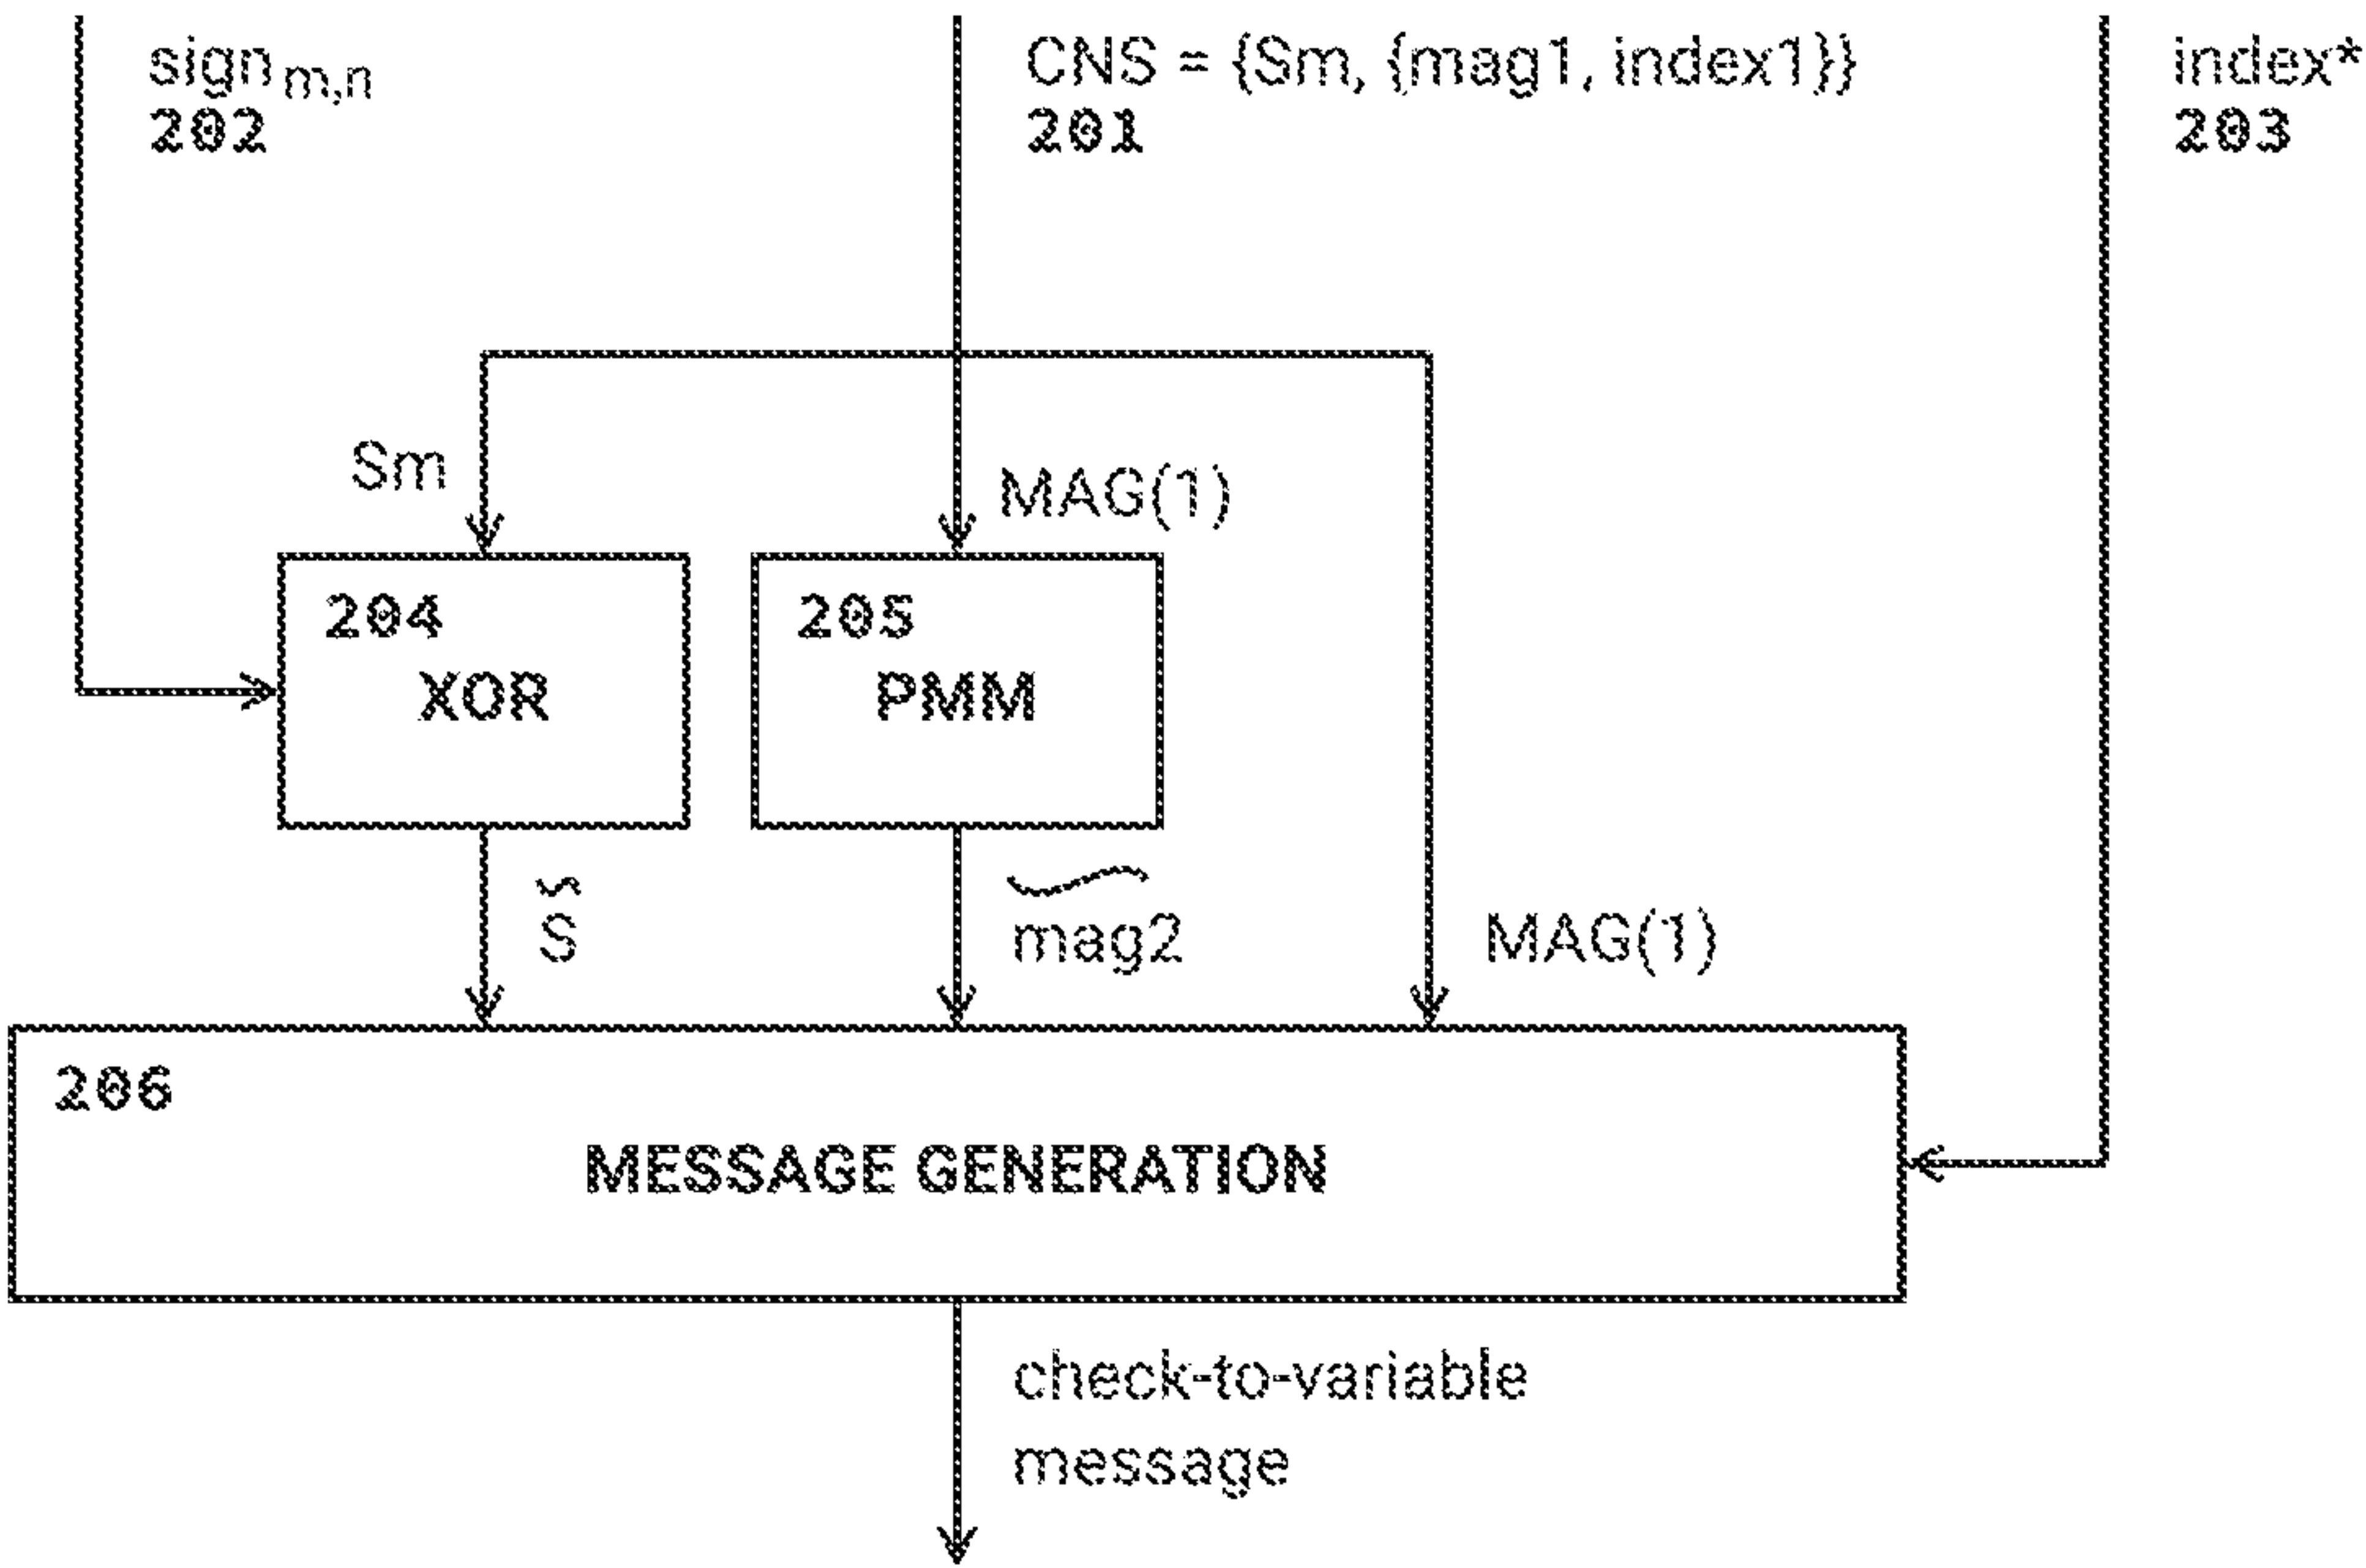 sign m,n
202
CNS = {Sm, {mag1, index1}}
201
index*
203
Sm
MAG(1)
204
XOR
205
PMM
S̃
m͠ag2
MAG(1)
206
MESSAGE GENERATION
check-to-variable
message